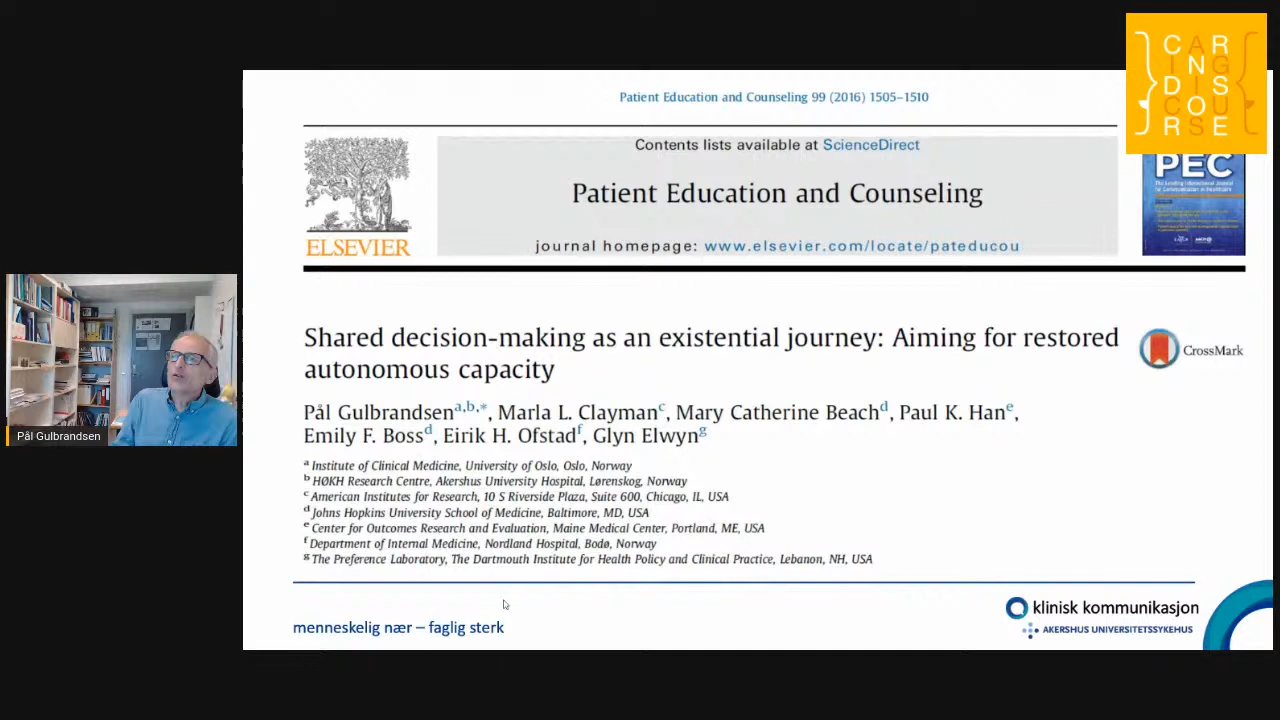 Patient Education and Counseling 99 (2016) 1505–1510
CARING
IN
DISCOURSE
Contents lists available at ScienceDirect
Patient Education and Counseling
journal homepage: www.elsevier.com/locate/pateducou
ELSEVIER
PEC
Shared decision-making as an existential journey: Aiming for restored
autonomous capacity
CrossMark
Pål Gulbrandsen a,b,*, Marla L. Clayman c, Mary Catherine Beach d, Paul K. Han e,
Emily F. Boss d, Eirik H. Ofstad f, Glyn Elwyn g
a Institute of Clinical Medicine, University of Oslo, Oslo, Norway
b HØKH Research Centre, Akershus University Hospital, Lørenskog, Norway
c American Institutes for Research, 10 S Riverside Plaza, Suite 600, Chicago, IL, USA
d Johns Hopkins University School of Medicine, Baltimore, MD, USA
e Center for Outcomes Research and Evaluation, Maine Medical Center, Portland, ME, USA
f Department of Internal Medicine, Nordland Hospital, Bodø, Norway
g The Preference Laboratory, The Dartmouth Institute for Health Policy and Clinical Practice, Lebanon, NH, USA
Pål Gulbrandsen
menneskelig nær – faglig sterk
klinisk kommunikasjon
AKERSHUS UNIVERSITETSSYKEHUS